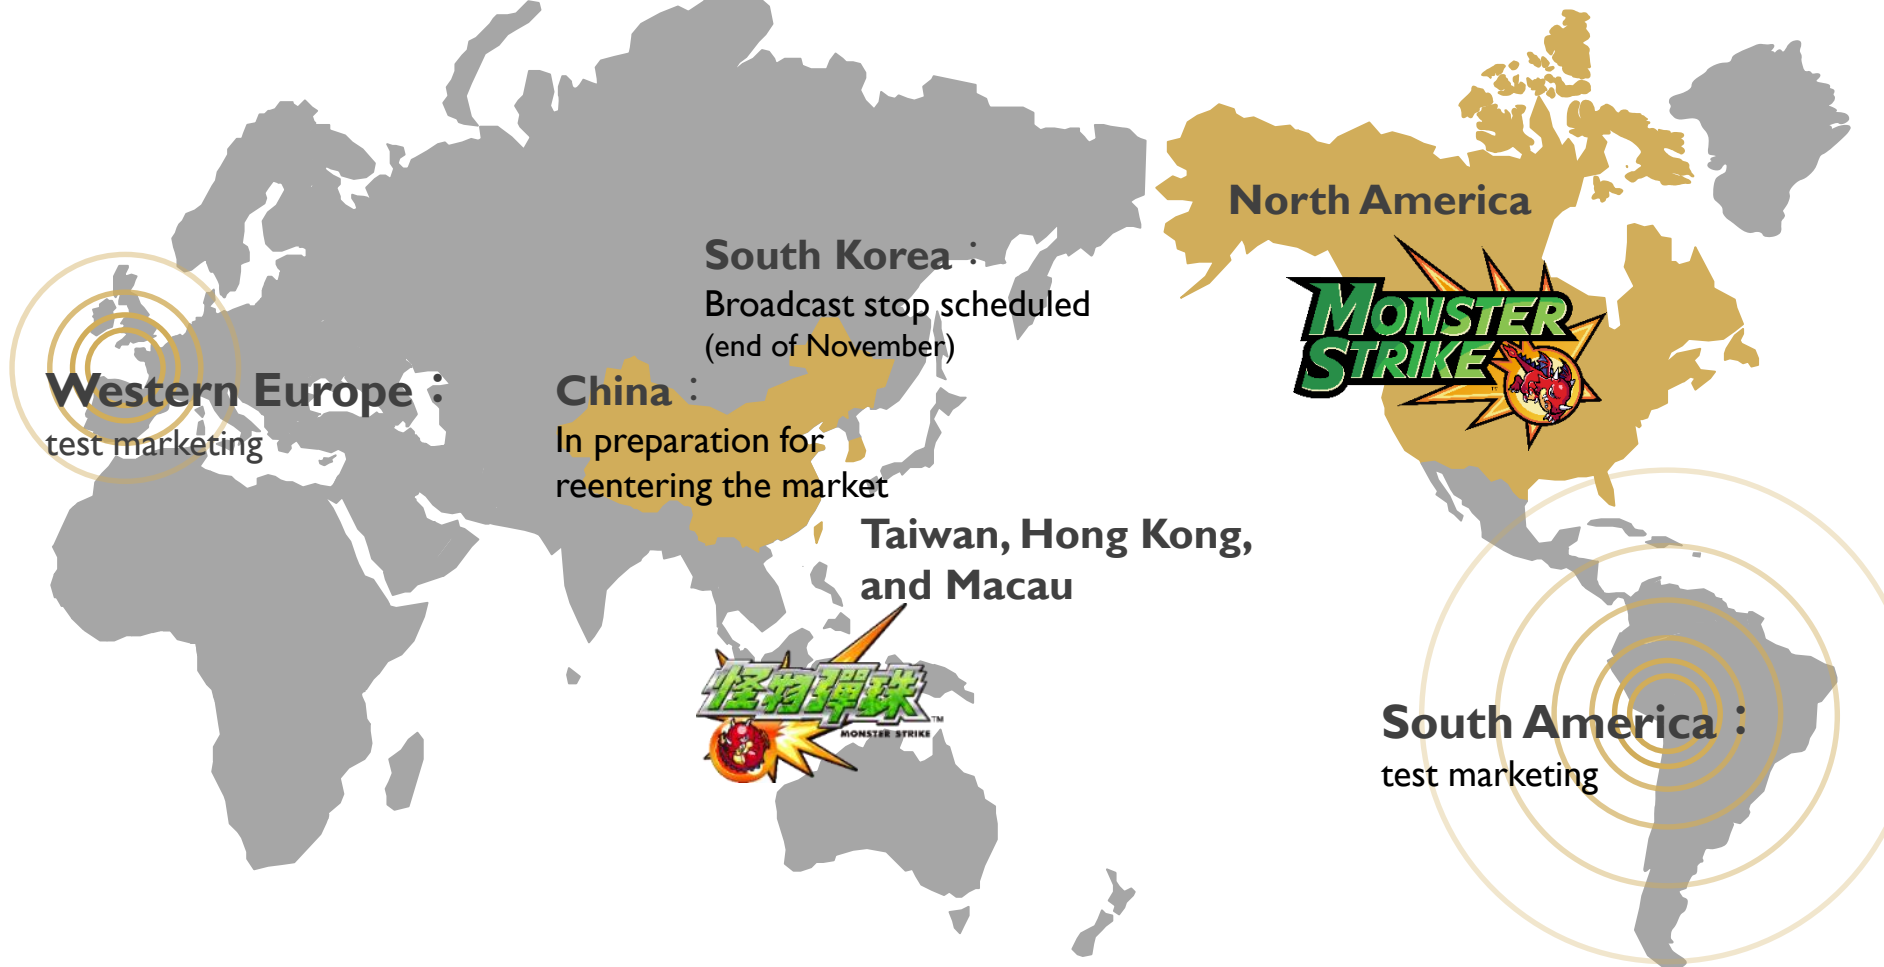 North America
MONSTER
STRIKE
South Korea：
Broadcast stop scheduled
(end of November)
Western Europe：
test marketing
China：
In preparation for
reentering the market
Taiwan, Hong Kong,
and Macau
怪物彈珠
TM
MONSTER STRIKE
South America：
test marketing